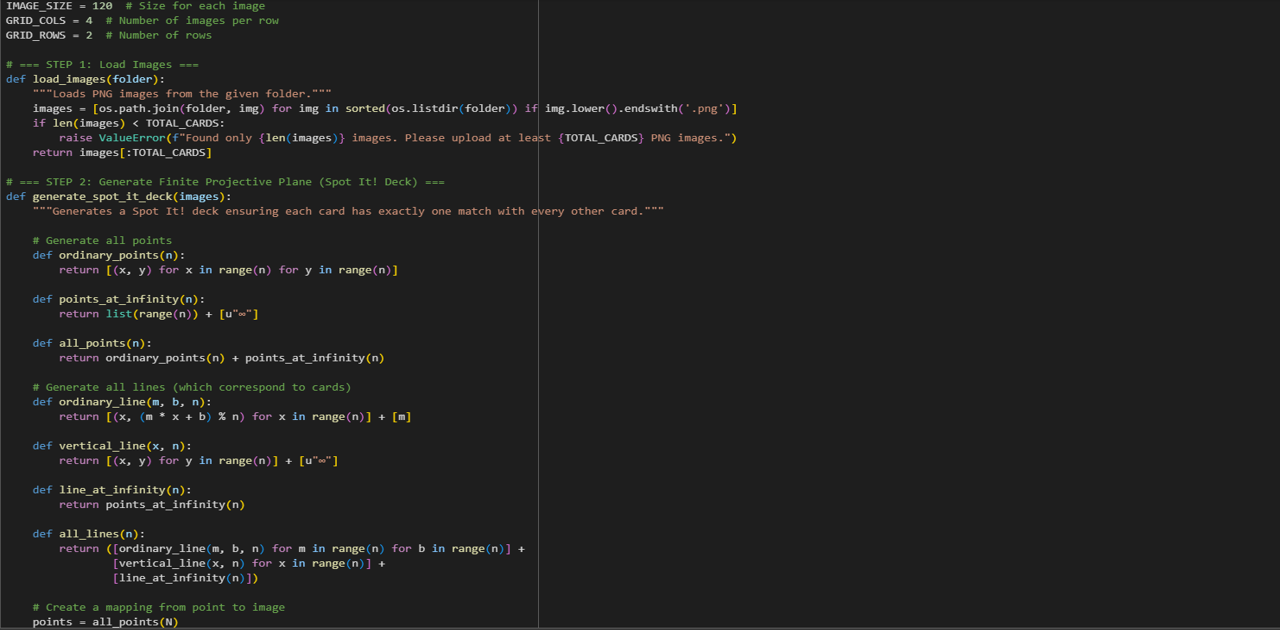 IMAGE_SIZE = 120  # Size for each image
GRID_COLS = 4  # Number of images per row
GRID_ROWS = 2  # Number of rows

# === STEP 1: Load Images ===
def load_images(folder):
    """Loads PNG images from the given folder."""
    images = [os.path.join(folder, img) for img in sorted(os.listdir(folder)) if img.lower().endswith('.png')]
    if len(images) < TOTAL_CARDS:
        raise ValueError(f"Found only {len(images)} images. Please upload at least {TOTAL_CARDS} PNG images.")
    return images[:TOTAL_CARDS]

# === STEP 2: Generate Finite Projective Plane (Spot It! Deck) ===
def generate_spot_it_deck(images):
    """Generates a Spot It! deck ensuring each card has exactly one match with every other card."""

    # Generate all points
    def ordinary_points(n):
        return [(x, y) for x in range(n) for y in range(n)]

    def points_at_infinity(n):
        return list(range(n)) + [u"∞"]

    def all_points(n):
        return ordinary_points(n) + points_at_infinity(n)

    # Generate all lines (which correspond to cards)
    def ordinary_line(m, b, n):
        return [(x, (m * x + b) % n) for x in range(n)] + [m]

    def vertical_line(x, n):
        return [(x, y) for y in range(n)] + [u"∞"]

    def line_at_infinity(n):
        return points_at_infinity(n)

    def all_lines(n):
        return ([ordinary_line(m, b, n) for m in range(n) for b in range(n)] +
                [vertical_line(x, n) for x in range(n)] +
                [line_at_infinity(n)])

    # Create a mapping from point to image
    points = all_points(N)